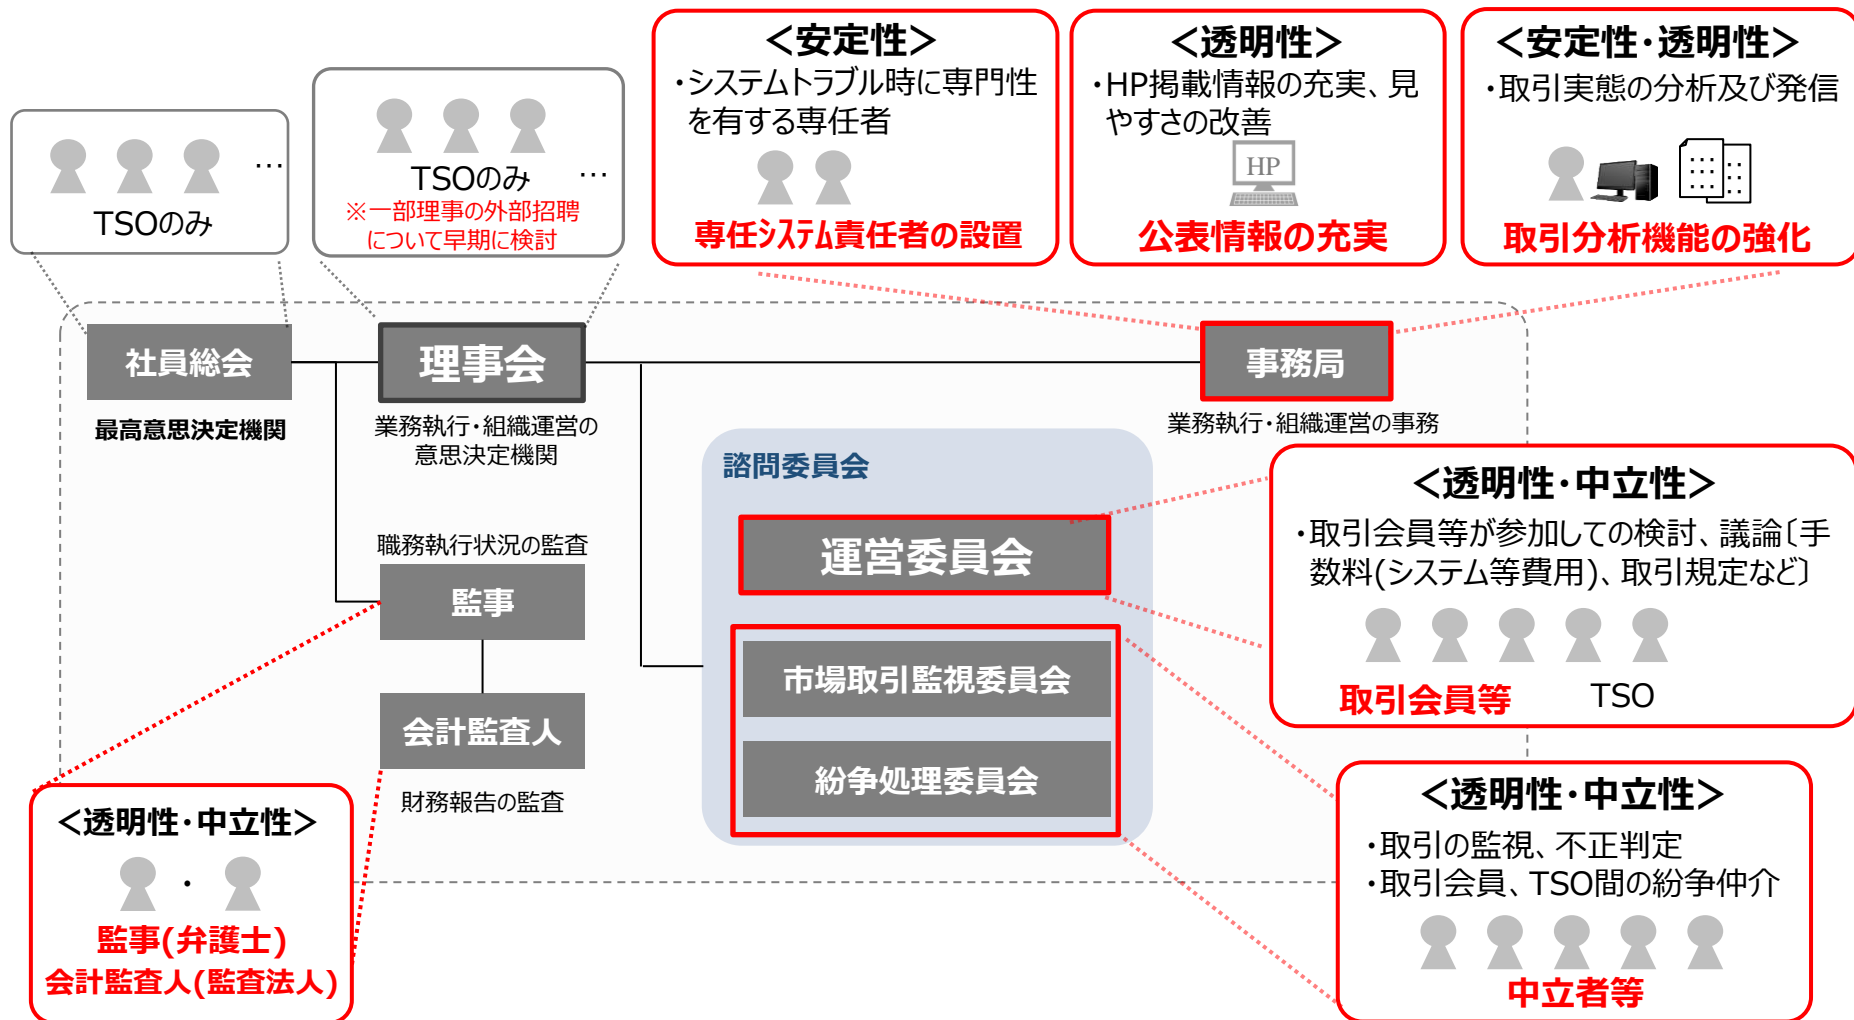 ＜安定性＞
・システムトラブル時に専門性
を有する専任者
専任ｼｽﾃﾑ責任者の設置
＜透明性＞
・HP掲載情報の充実、見
やすさの改善
HP
公表情報の充実
＜安定性・透明性＞
・取引実態の分析及び発信
取引分析機能の強化
…
TSOのみ
…
TSOのみ
※一部理事の外部招聘
について早期に検討
社員総会
最高意思決定機関
理事会
業務執行・組織運営の
意思決定機関
事務局
業務執行・組織運営の事務
職務執行状況の監査
監事
会計監査人
財務報告の監査
諮問委員会
運営委員会
市場取引監視委員会
紛争処理委員会
＜透明性・中立性＞
・取引会員等が参加しての検討、議論〔手
数料(システム等費用)、取引規定など〕
取引会員等
TSO
＜透明性・中立性＞
・取引の監視、不正判定
・取引会員、TSO間の紛争仲介
中立者等
＜透明性・中立性＞
・
監事(弁護士)
会計監査人(監査法人)